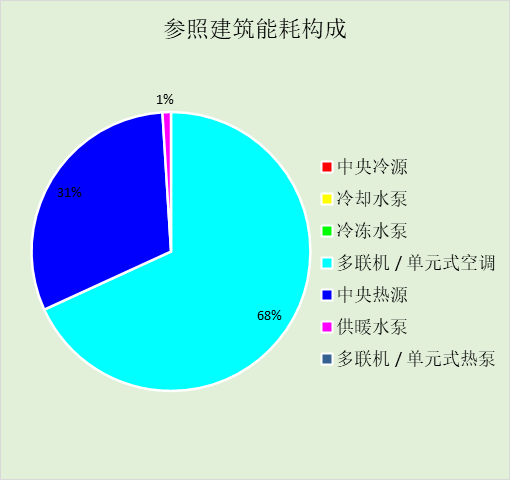 参照建筑能耗构成
1%
31%
68%
中央冷源
冷却水泵
冷冻水泵
多联机 / 单元式空调
中央热源
供暖水泵
多联机 / 单元式热泵